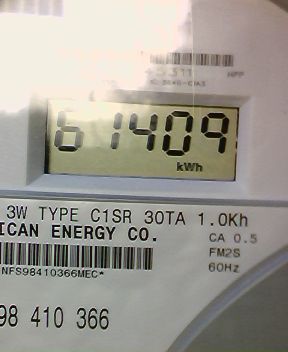 61409
kWh
3W TYPE C1SR 30TA 1.0Kh
ICAN ENERGY CO.
CA 0.5
FM2S
60Hz
NFS98410366MEC*
98 410 366